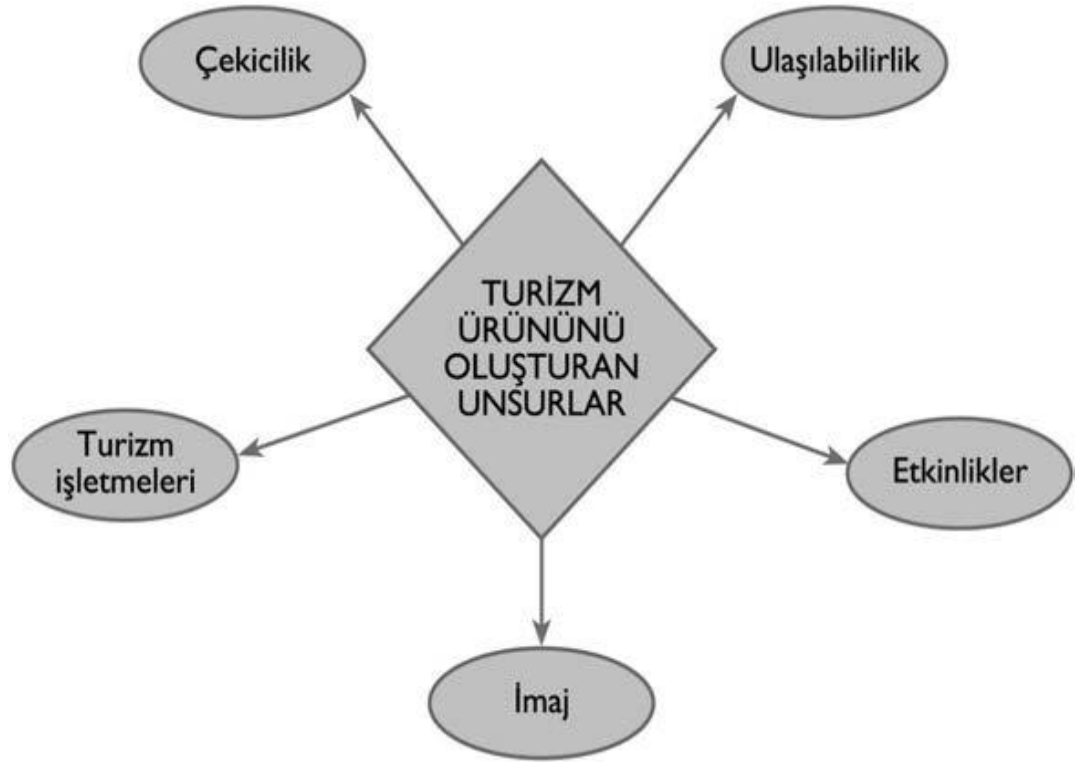 Çekicilik
Ulaşılabilirlik
TURİZM
ÜRÜNÜNÜ
OLUŞTURAN
UNSURLAR
Turizm
işletmeleri
Etkinlikler
İmaj